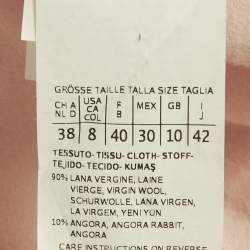 GRÖSSE TAILLE TALLA SIZE TAGLIA
CH A USA F MEX GB I
NL D CA COL B J
38 8 40 30 10 42
TESSUTO-TISSU-CLOTH-STOFF-
TEJIDO-TECIDO-KUMAŞ
90% LANA VERGINE, LAINE
VIERGE, VIRGIN WOOL,
SCHURWOLLE, LANA VIRGEN,
LA VIRGEM, YENI YUN
10% ANGORA, ANGORA RABBIT,
ANGORA
CARE INSTRUCTIONS ON REVERSE